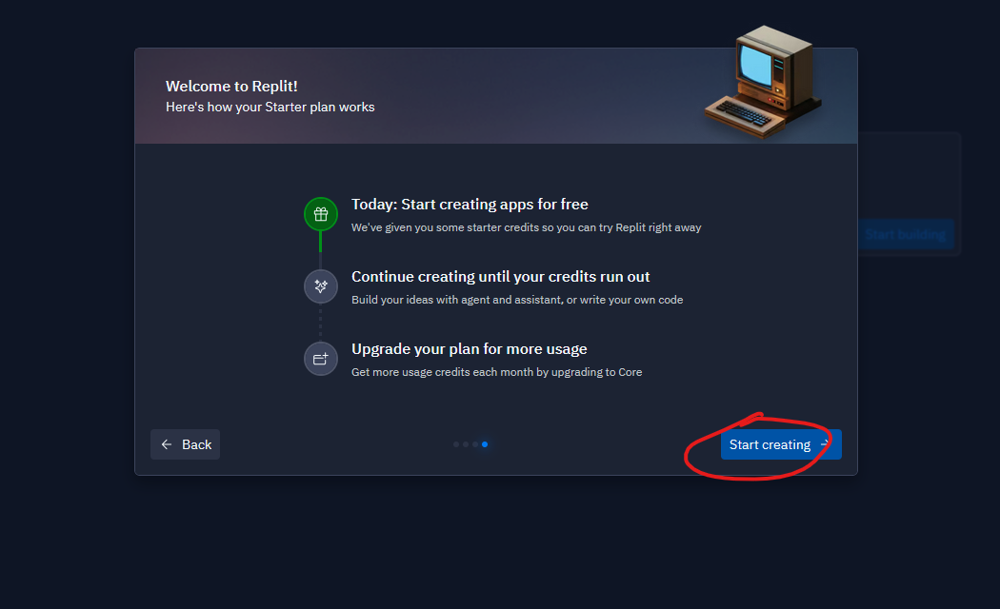 Welcome to Replit!
Here's how your Starter plan works
Today: Start creating apps for free
We've given you some starter credits so you can try Replit right away
Start building
Continue creating until your credits run out
Build your ideas with agent and assistant, or write your own code
Upgrade your plan for more usage
Get more usage credits each month by upgrading to Core
Back
Start creating